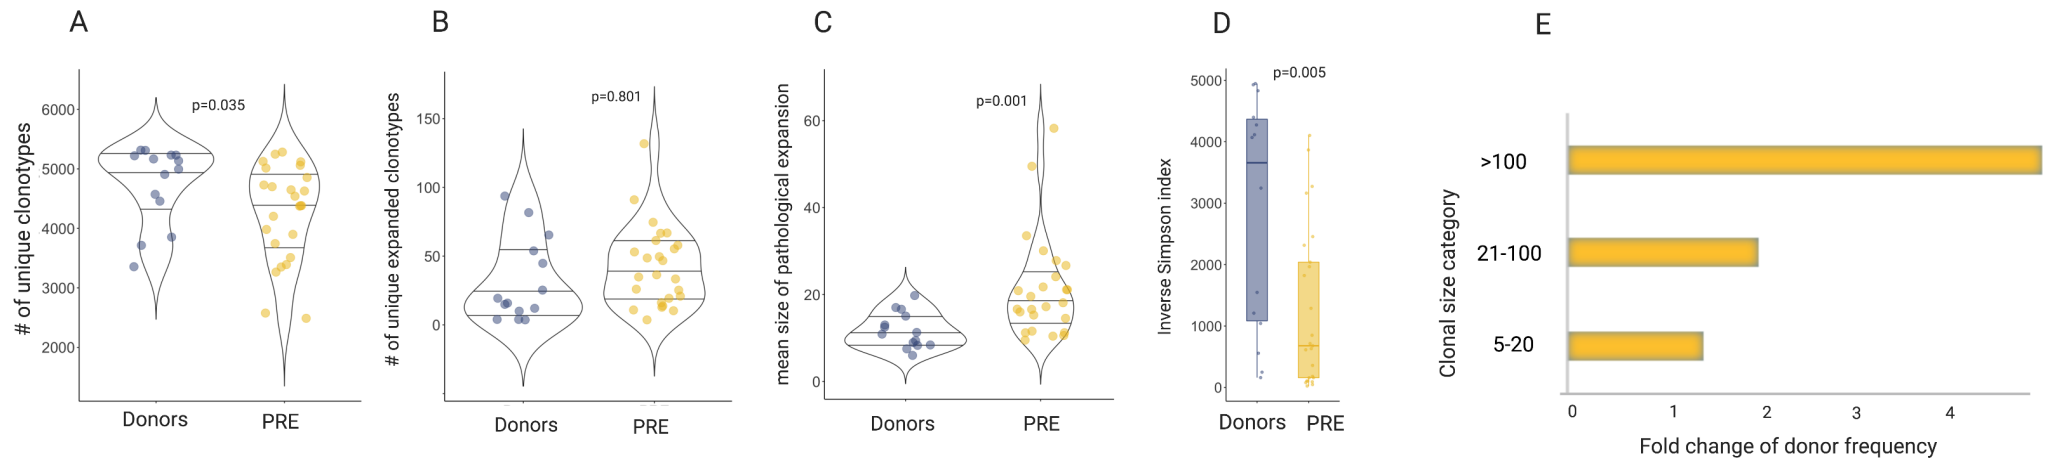 A
# of unique clonotypes
6000
5000
4000
3000
2000
p=0.035
Donors
PRE
B
# of unique expanded clonotypes
150
100
50
0
p=0.801
Donors
PRE
C
mean size of pathological expansion
60
40
20
0
p=0.001
Donors
PRE
D
Inverse Simpson index
5000
4000
3000
2000
1000
0
p=0.005
Donors
PRE
E
Clonal size category
>100
21-100
5-20
0
1
2
3
4
Fold change of donor frequency